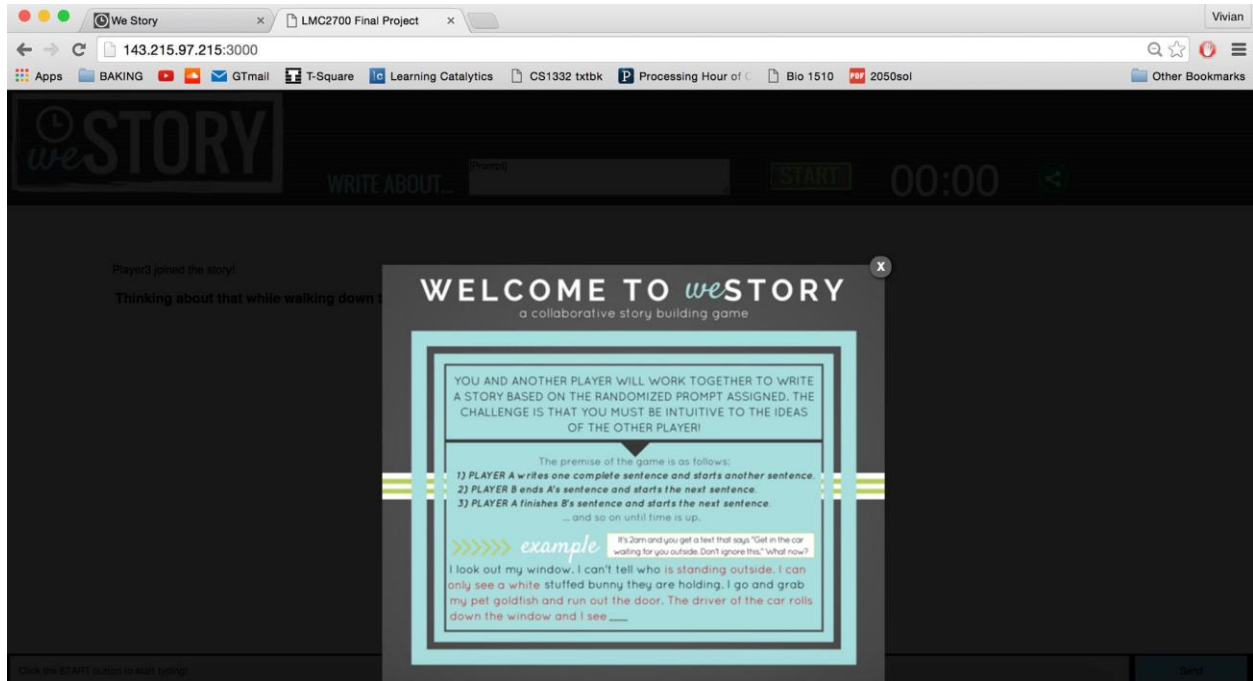 We Story
LMC2700 Final Project
Vivian
143.215.97.215:3000
Apps BAKING GTmail T-Square Learning Catalytics CS1332 txtbk Processing Hour of C Bio 1510 2050sol Other Bookmarks
weSTORY
WRITE ABOUT...
[Prompt]
START
00:00
Player3 joined the story!
Thinking about that while walking down t
X
WELCOME TO weSTORY
a collaborative story building game
YOU AND ANOTHER PLAYER WILL WORK TOGETHER TO WRITE
A STORY BASED ON THE RANDOMIZED PROMPT ASSIGNED. THE
CHALLENGE IS THAT YOU MUST BE INTUITIVE TO THE IDEAS
OF THE OTHER PLAYER!
The premise of the game is as follows:
1) PLAYER A writes one complete sentence and starts another sentence.
2) PLAYER B ends A's sentence and starts the next sentence.
3) PLAYER A finishes B's sentence and starts the next sentence.
... and so on until time is up.
>>>>>> example
It's 2am and you get a text that says "Get in the car
waiting for you outside. Don't ignore this." What now?
I look out my window. I can't tell who is standing outside. I can
only see a white stuffed bunny they are holding. I go and grab
my pet goldfish and run out the door. The driver of the car rolls
down the window and I see ___
Click the START button to start typing!
Send